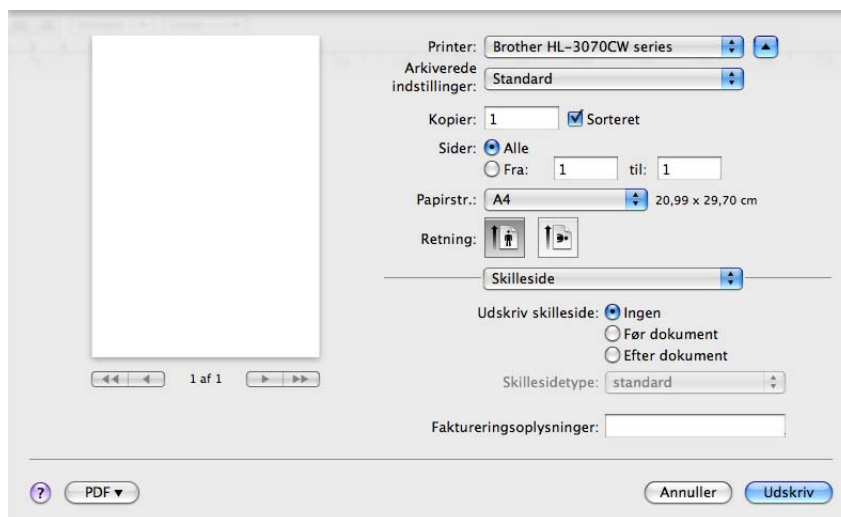 Printer: Brother HL-3070CW series
Arkiverede
indstillinger: Standard
Kopier: 1 Sorteret
Sider: Alle
Fra: 1 til: 1
Papirstr.: A4 20,99 x 29,70 cm
Retning:
Skilleside
Udskriv skilleside: Ingen
Før dokument
Efter dokument
Skillesidetype: standard
Faktureringsoplysninger:
1 af 1
? PDF Annuller Udskriv